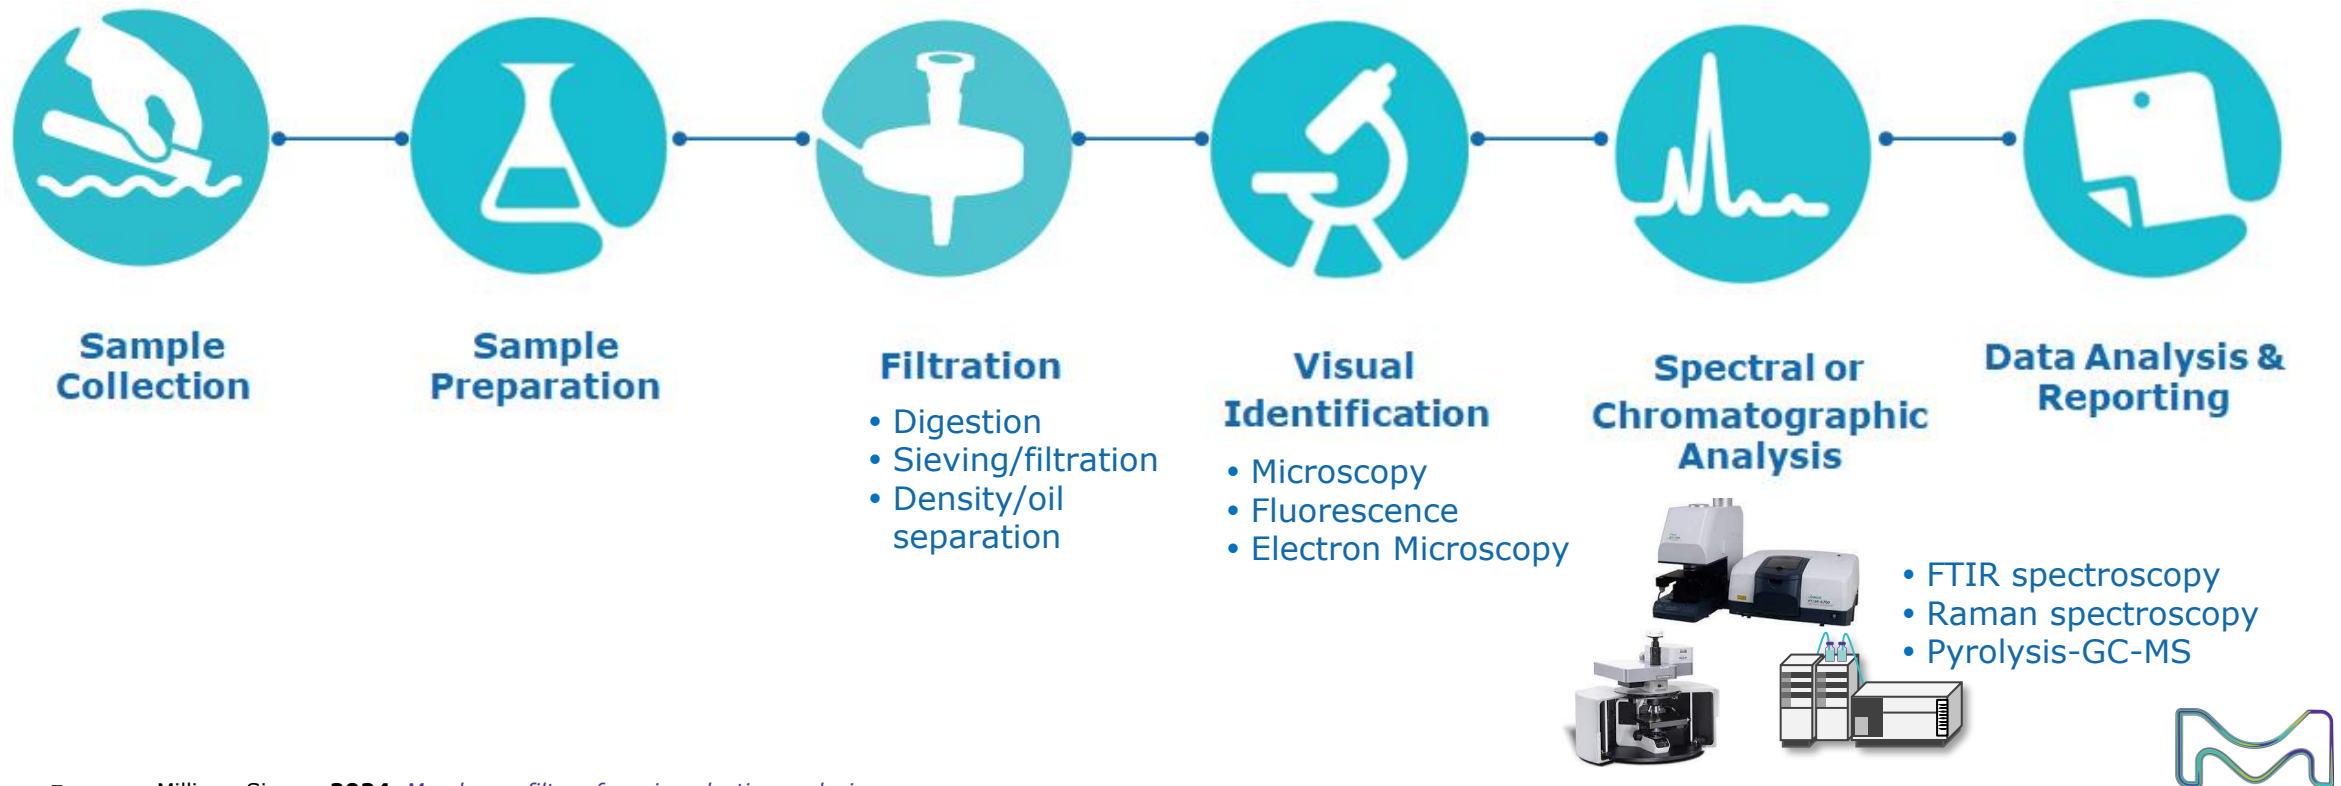 Sample
Collection
Sample
Preparation
Filtration
• Digestion
• Sieving/filtration
• Density/oil
separation
Visual
Identification
• Microscopy
• Fluorescence
• Electron Microscopy
Spectral or
Chromatographic
Analysis
• FTIR spectroscopy
• Raman spectroscopy
• Pyrolysis-GC-MS
Data Analysis &
Reporting